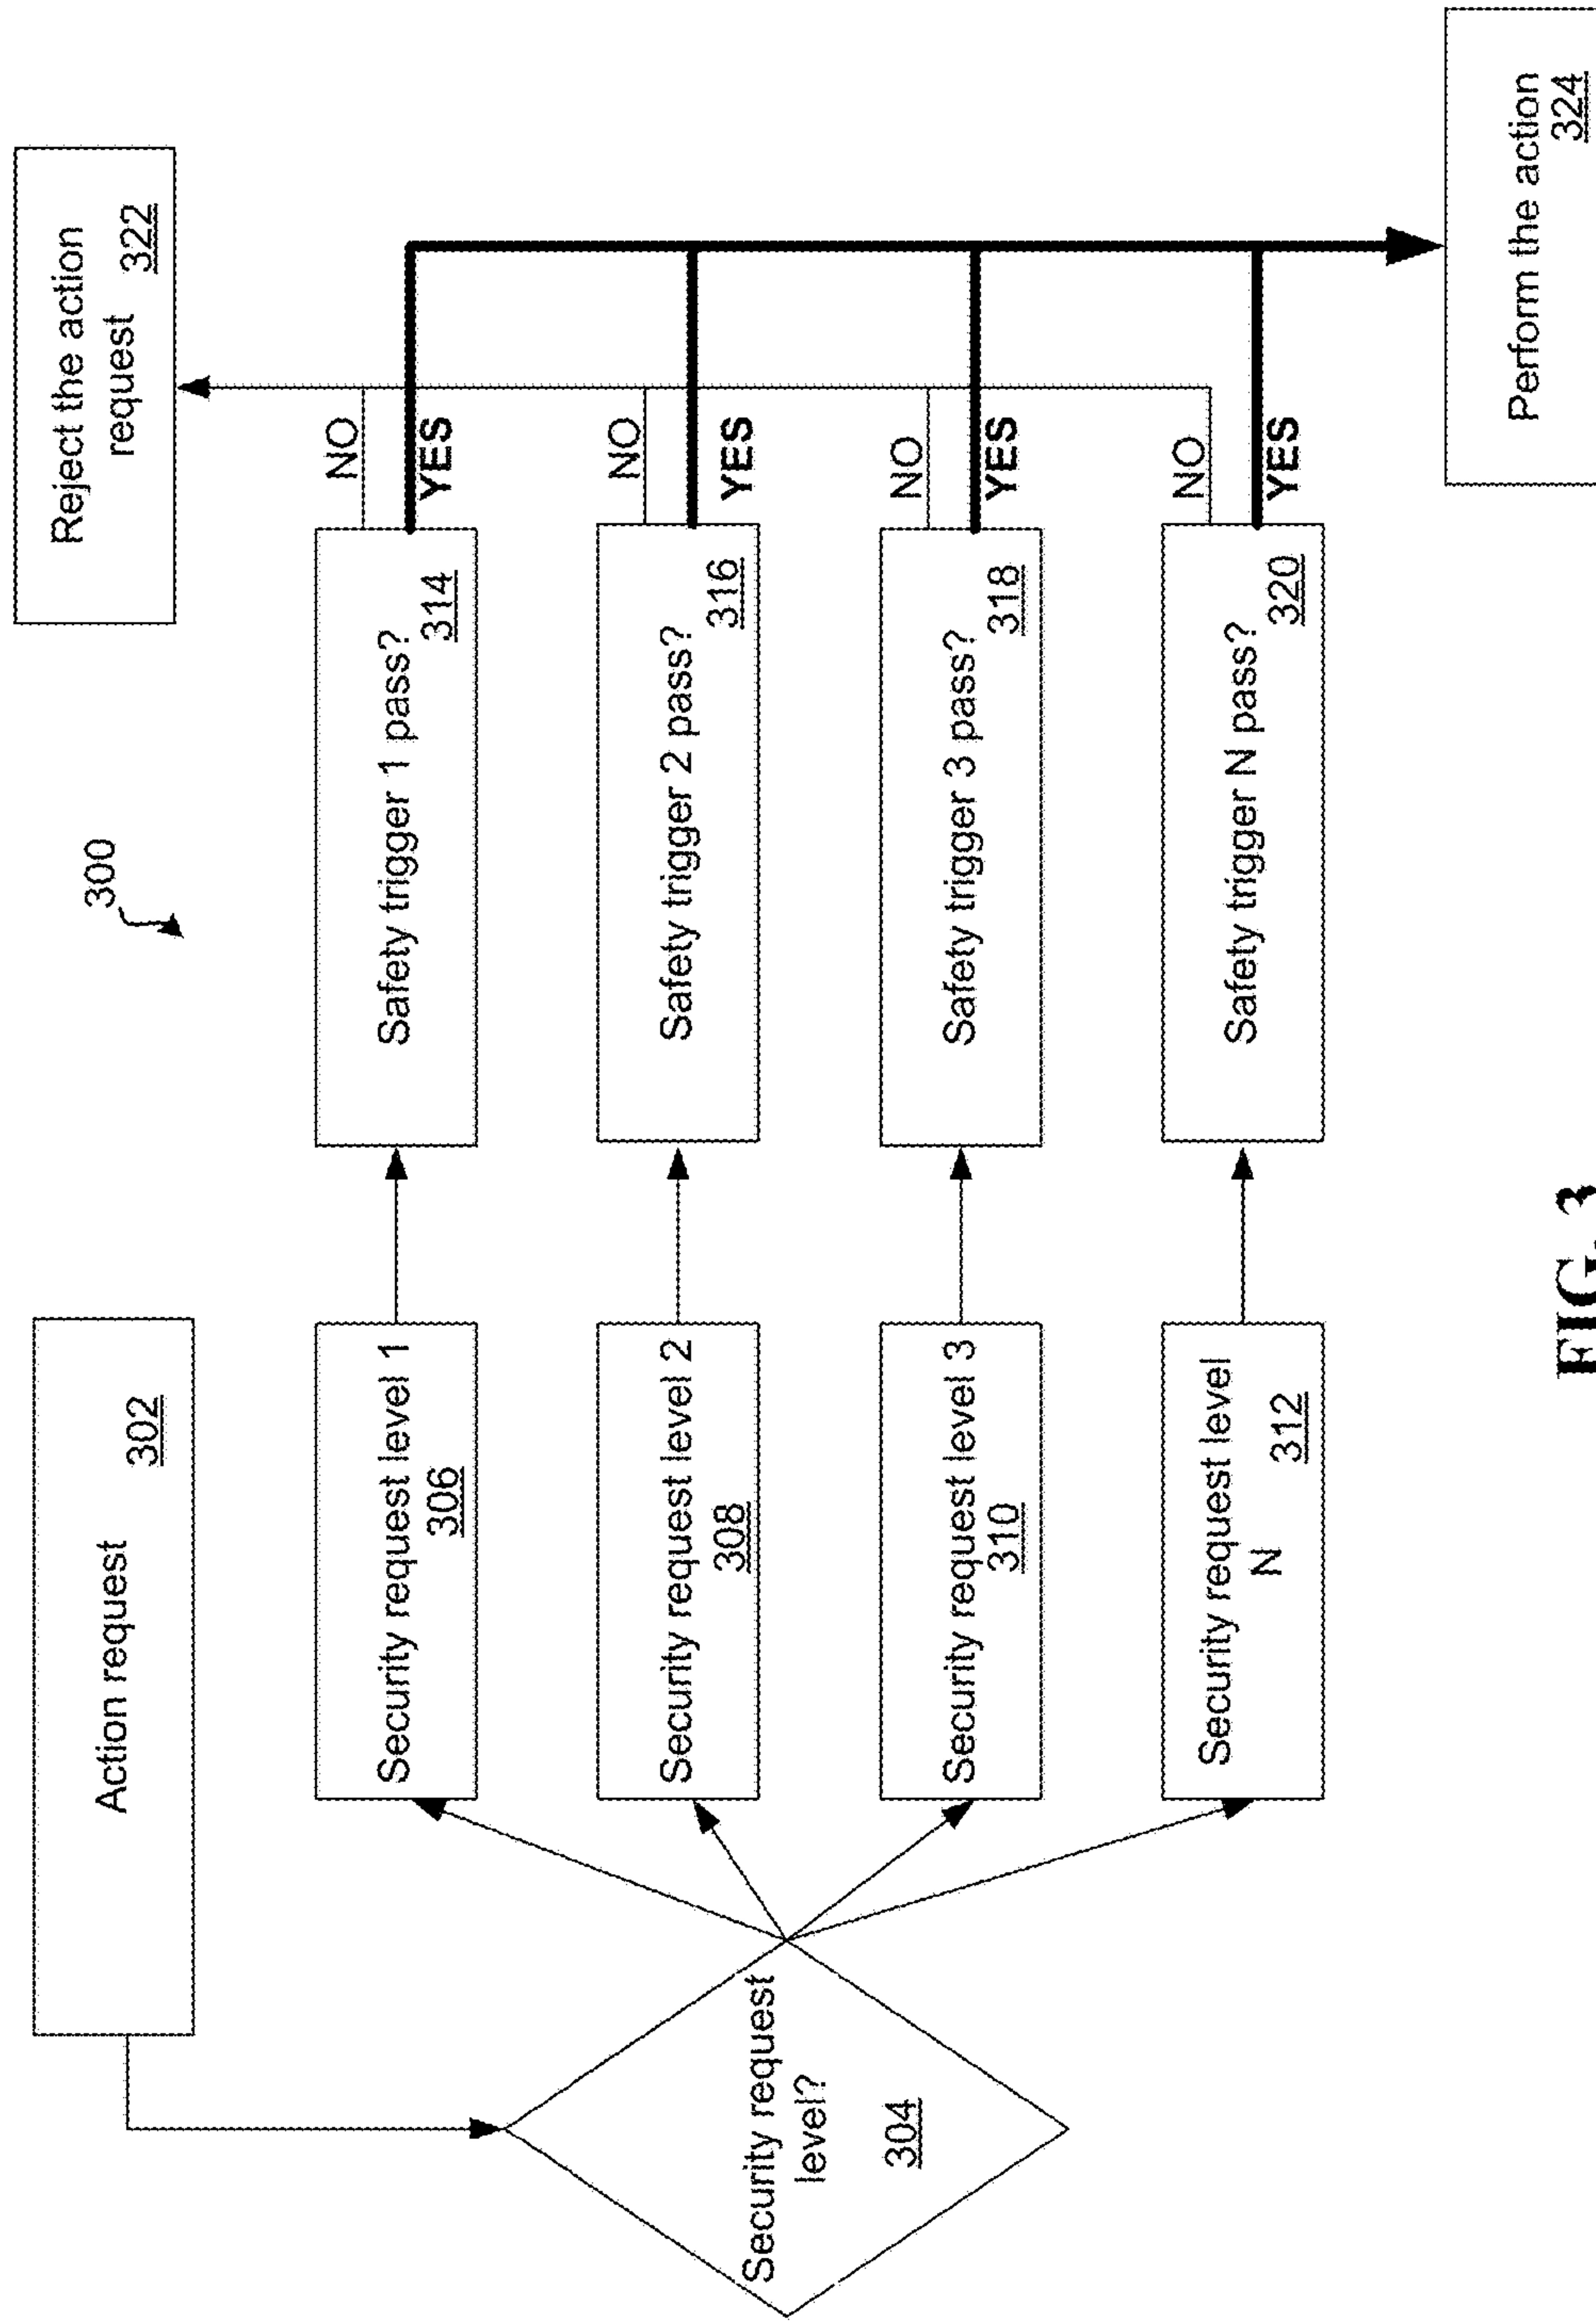 300
Action request
302
Reject the action
request 322
Security request
level?
304
Security request level 1
306
Safety trigger 1 pass?
314
NO
YES
Security request level 2
308
Safety trigger 2 pass?
316
NO
YES
Security request level 3
310
Safety trigger 3 pass?
318
NO
YES
Security request level
N 312
Safety trigger N pass?
320
NO
YES
Perform the action
324
FIG. 3